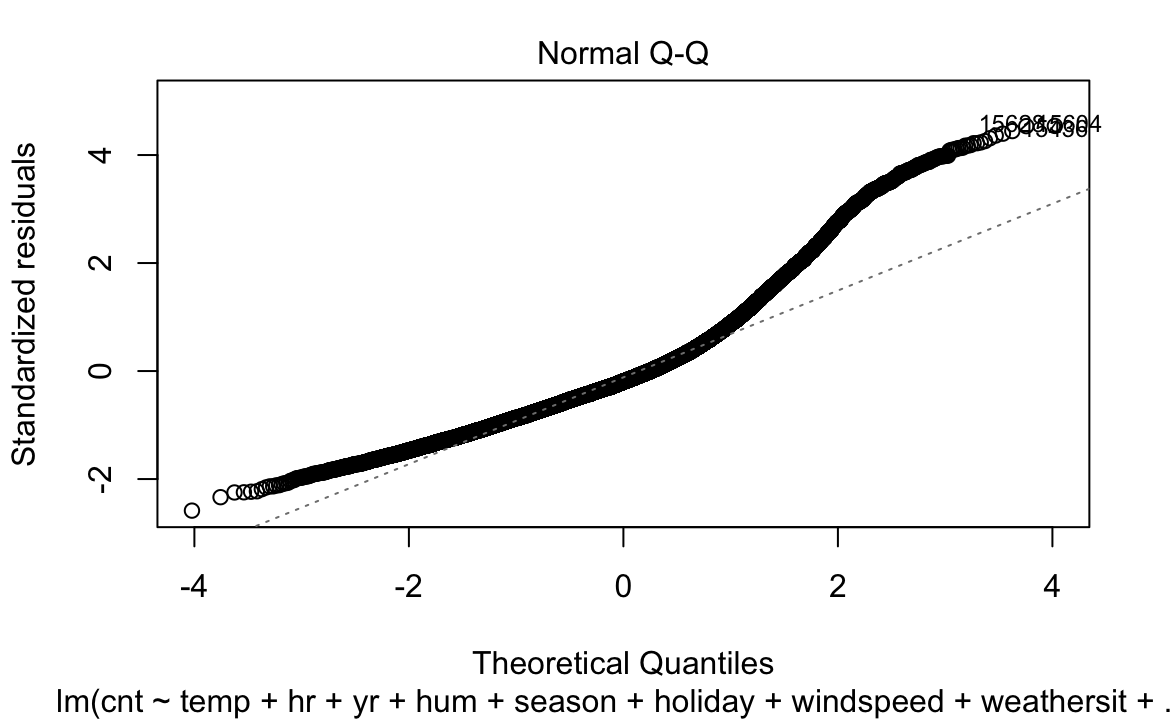 Normal Q-Q
Standardized residuals
4
2
0
-2
-4 -2 0 2 4
Theoretical Quantiles
lm(cnt ~ temp + hr + yr + hum + season + holiday + windspeed + weathersit + .